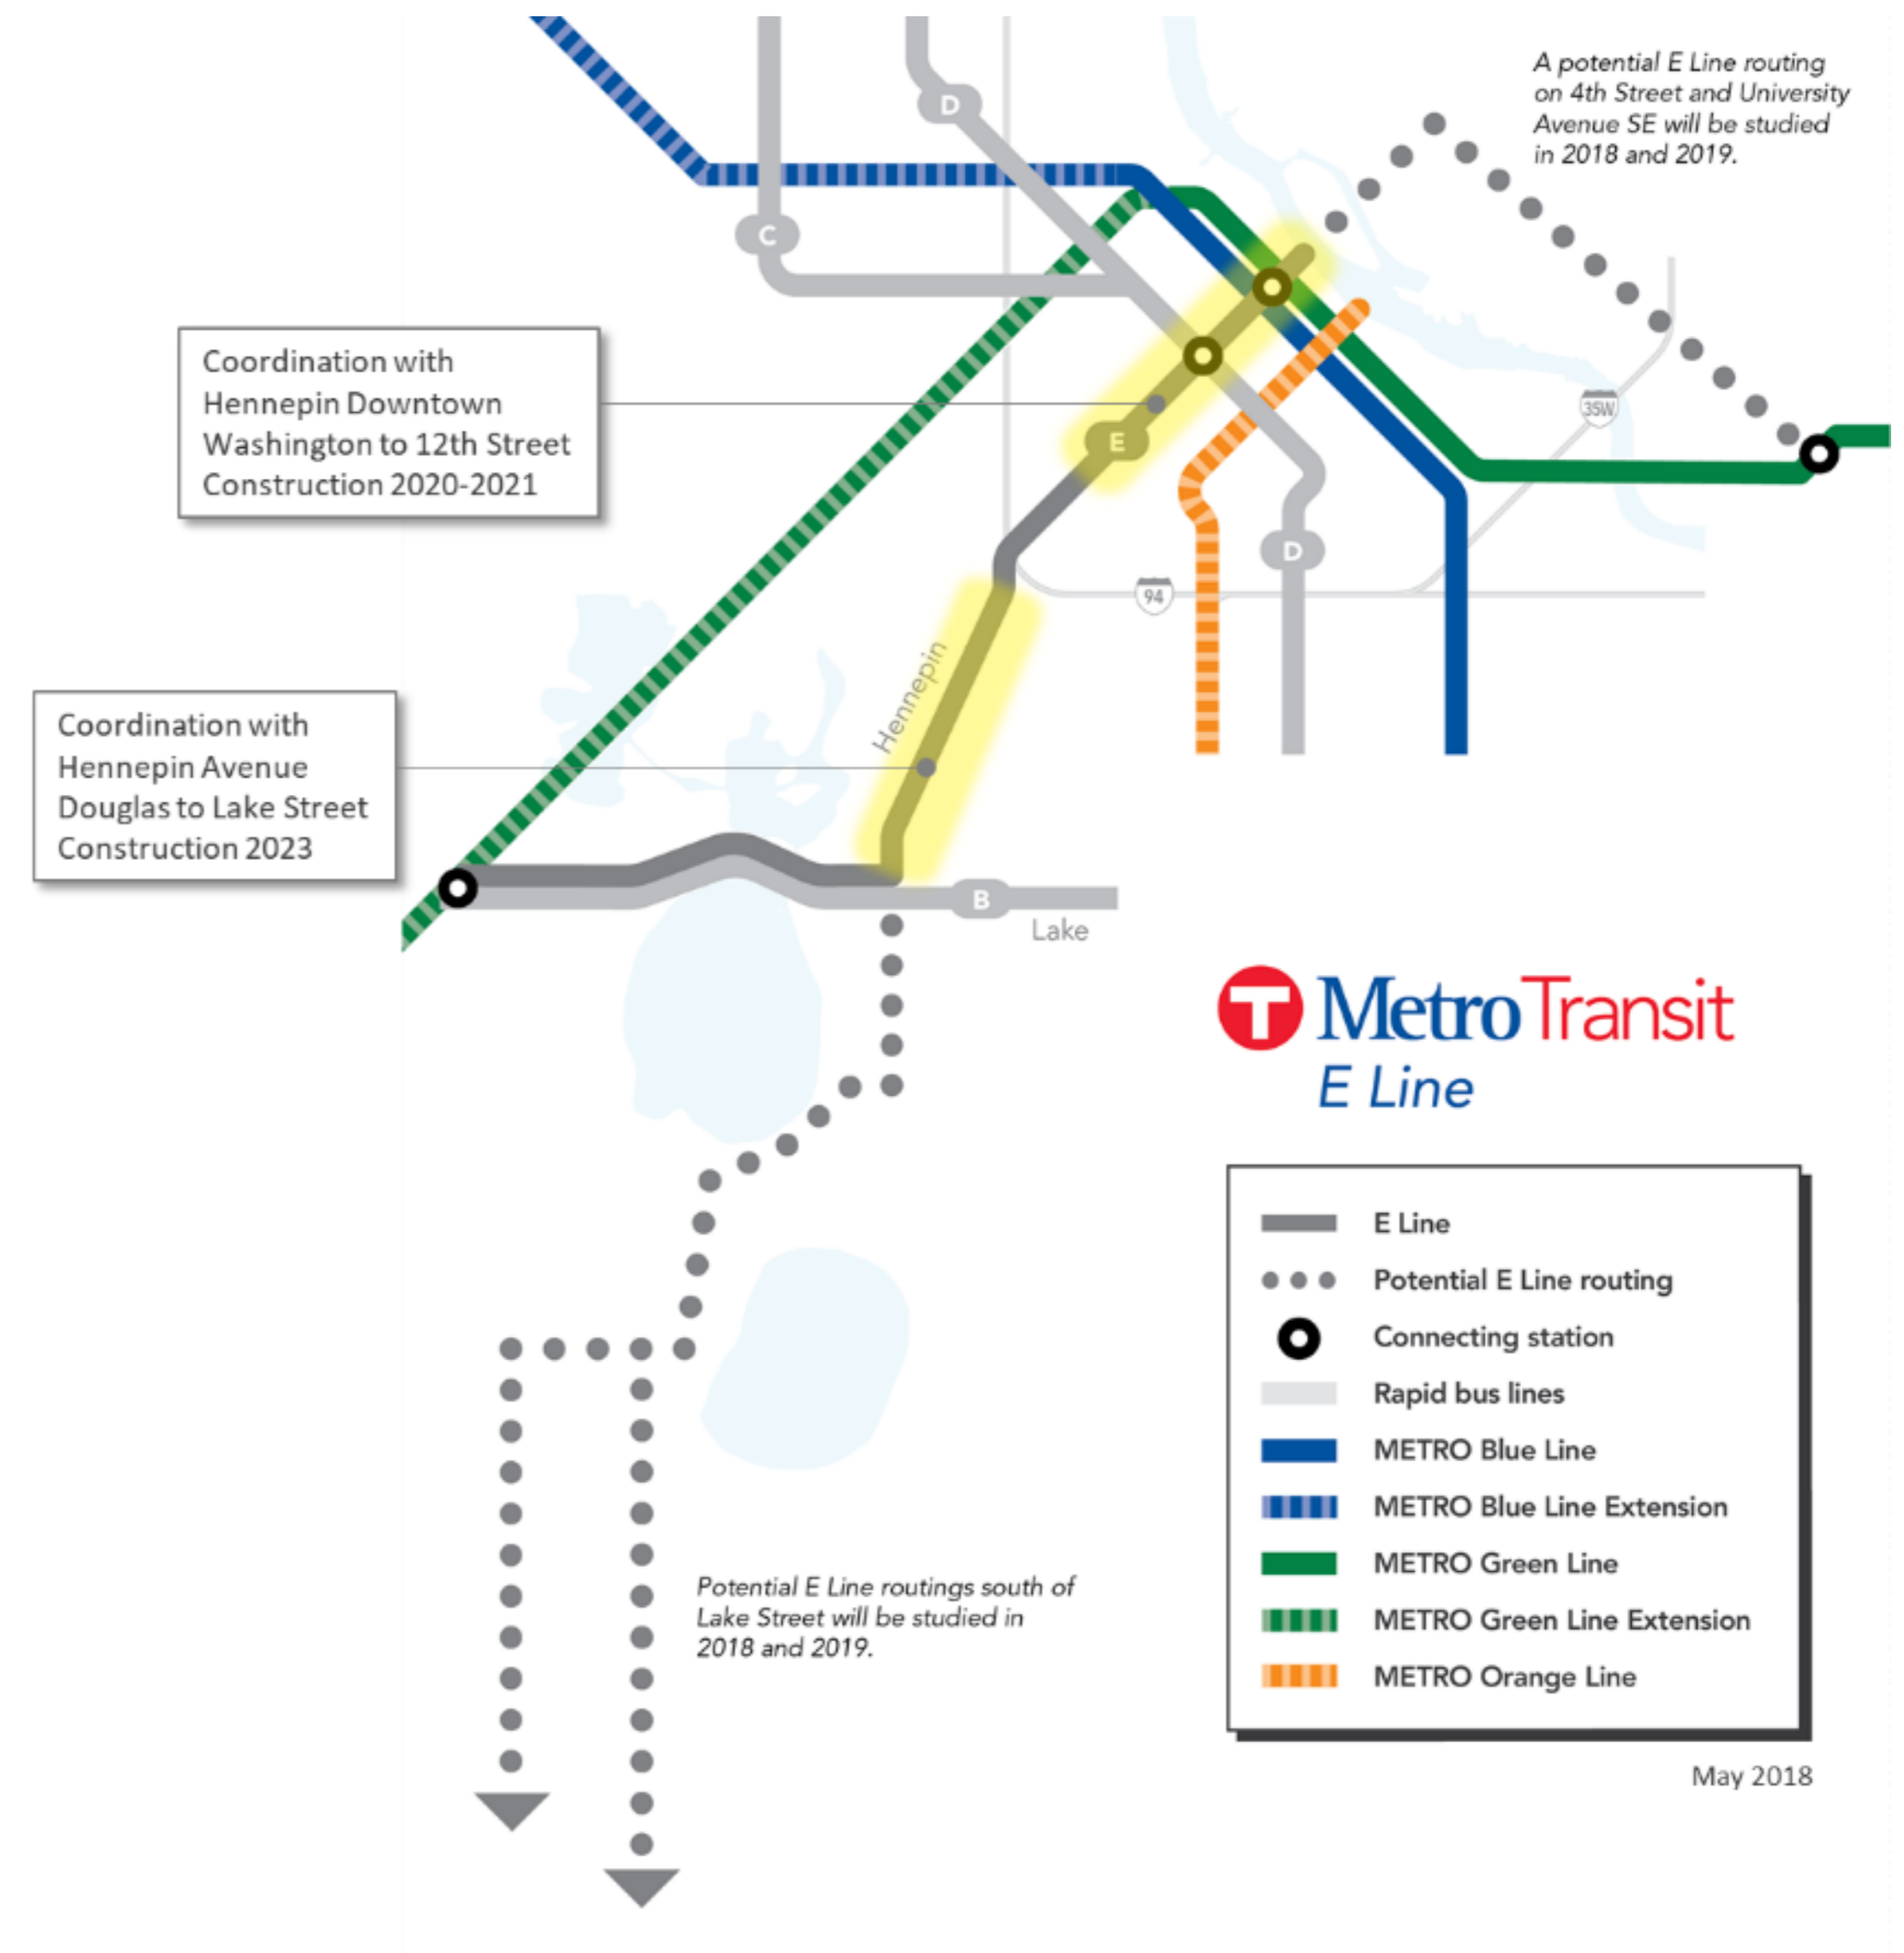 A potential E Line routing
on 4th Street and University
Avenue SE will be studied
in 2018 and 2019.
D
C
Coordination with
Hennepin Downtown
Washington to 12th Street
Construction 2020-2021
E
35W
D
94
Hennepin
Coordination with
Hennepin Avenue
Douglas to Lake Street
Construction 2023
B
Lake
T MetroTransit
E Line
E Line
Potential E Line routing
Connecting station
Rapid bus lines
METRO Blue Line
METRO Blue Line Extension
METRO Green Line
METRO Green Line Extension
METRO Orange Line
Potential E Line routings south of
Lake Street will be studied in
2018 and 2019.
May 2018